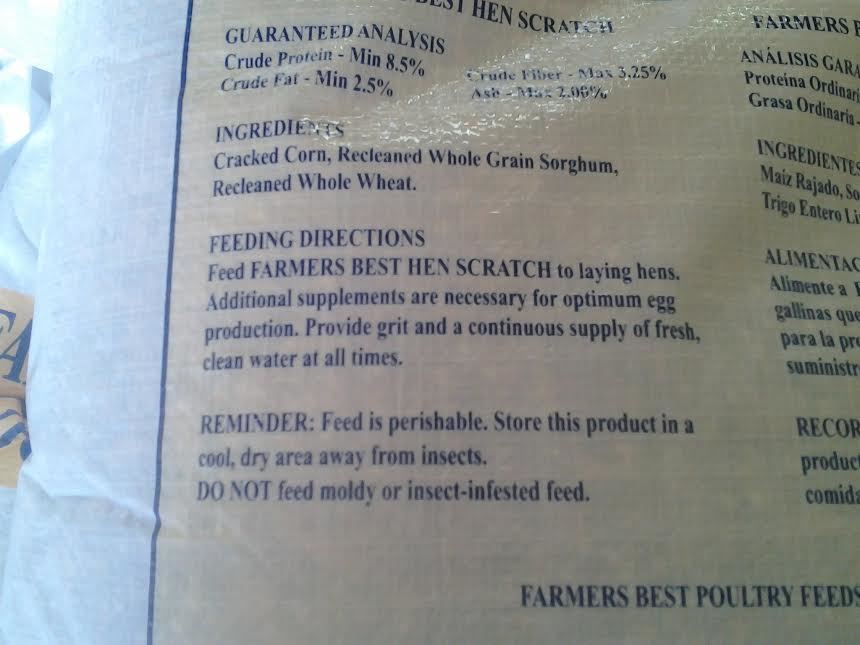 BEST HEN SCRATCH
GUARANTEED ANALYSIS
Crude Protein - Min 8.5%
Crude Fat - Min 2.5%
Crude Fiber - Max 3.25%
Ash - Max 2.00%
INGREDIENTS
Cracked Corn, Recleaned Whole Grain Sorghum,
Recleaned Whole Wheat.
FEEDING DIRECTIONS
Feed FARMERS BEST HEN SCRATCH to laying hens.
Additional supplements are necessary for optimum egg
production. Provide grit and a continuous supply of fresh,
clean water at all times.
REMINDER: Feed is perishable. Store this product in a
cool, dry area away from insects.
DO NOT feed moldy or insect-infested feed.
FARMERS BEST POULTRY FEEDS
FARMERS
ANÁLISIS
Proteina
Grasa Ordinaria -
INGREDIENTES
Maiz Rajado,
Trigo Entero
Alimente a
gallinas que
para la